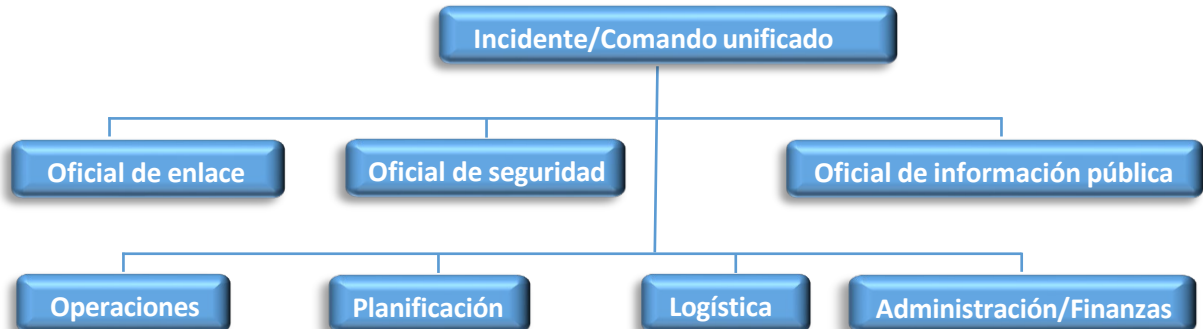 Incidente/Comando unificado
Oficial de enlace
Oficial de seguridad
Oficial de información pública
Operaciones
Planificación
Logística
Administración/Finanzas